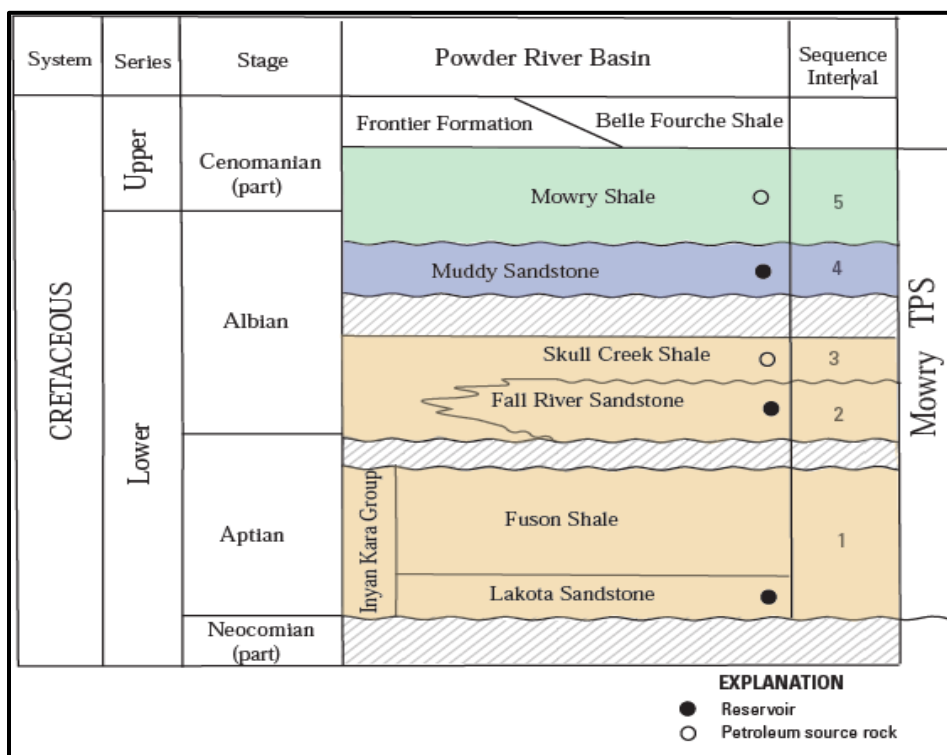 System
Series
Stage
Powder River Basin
Sequence
Interval
Frontier Formation
Belle Fourche Shale
CRETACEOUS
Upper
Cenomanian
(part)
Mowry Shale
5
Muddy Sandstone
4
Lower
Albian
Skull Creek Shale
3
Fall River Sandstone
2
Aptian
Inyan Kara Group
Fuson Shale
1
Lakota Sandstone
Neocomian
(part)
Mowry TPS
EXPLANATION
Reservoir
Petroleum source rock